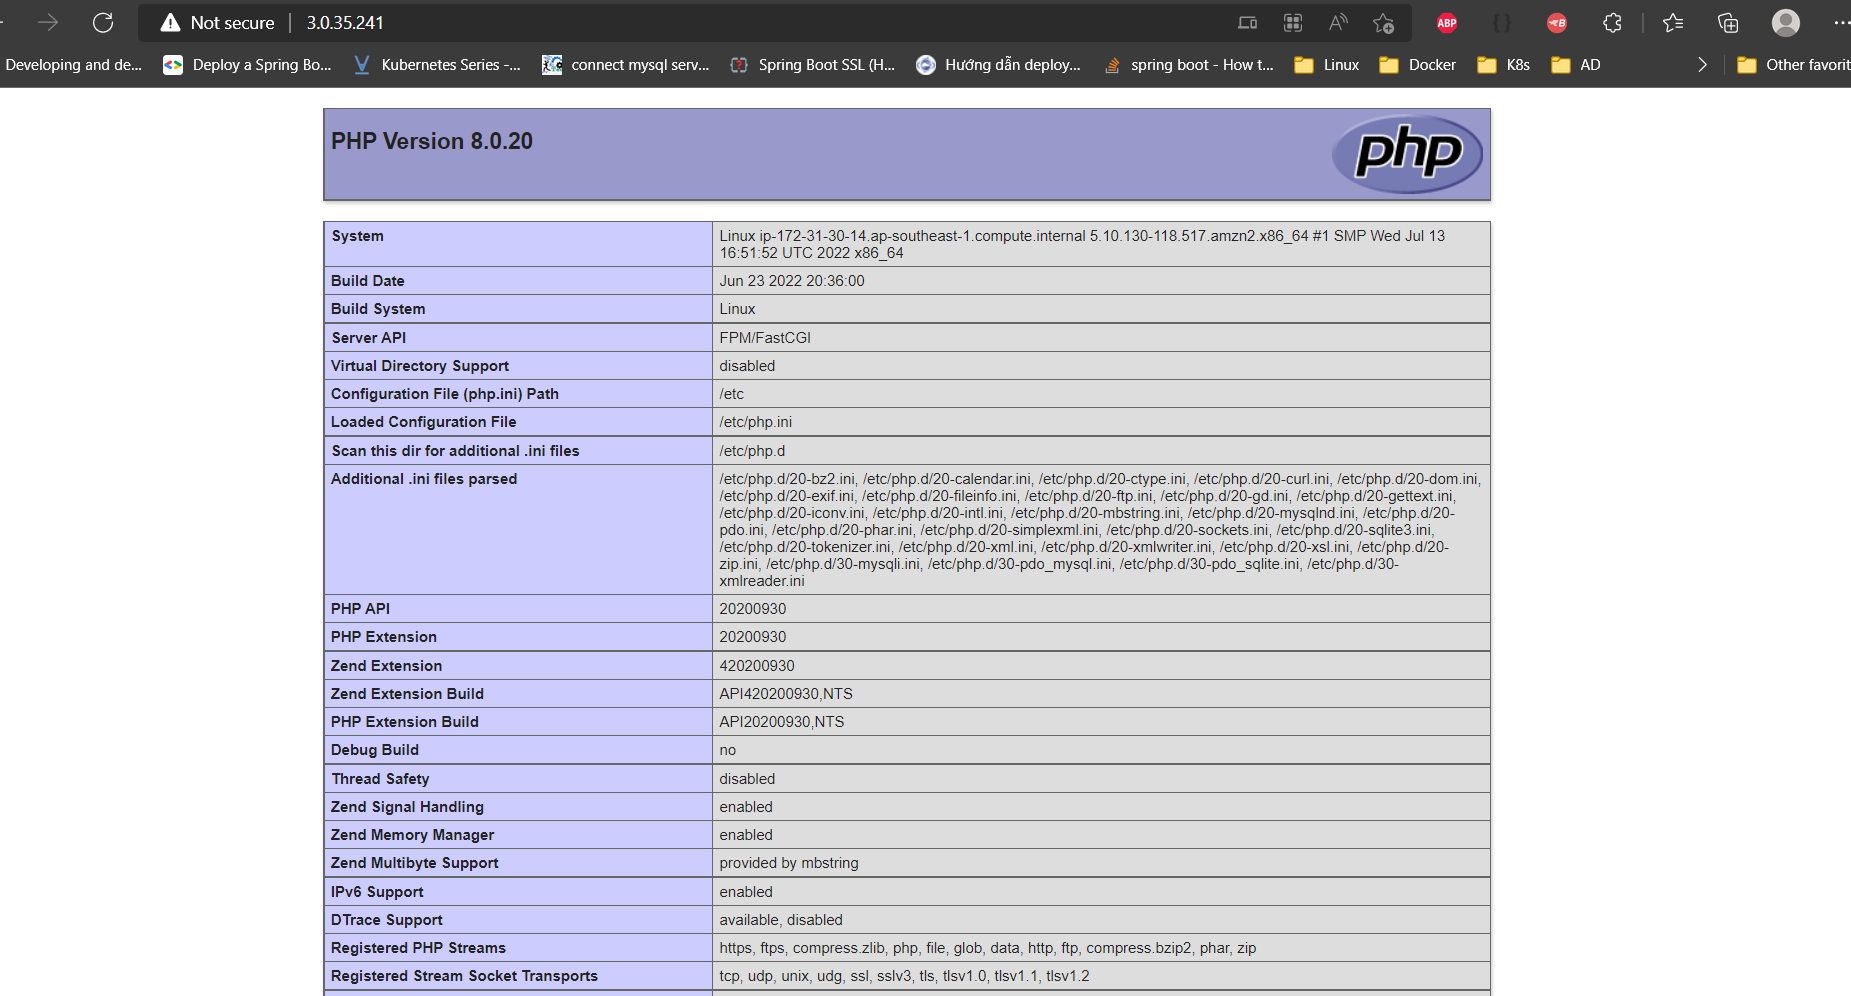 Not secure 3.0.35.241
ABP
Developing and de... Deploy a Spring Bo... Kubernetes Series -... connect mysql serv... Spring Boot SSL (H... Hướng dẫn deploy... spring boot - How t... Linux Docker K8s AD Other favorit
PHP Version 8.0.20
php
System Linux ip-172-31-30-14.ap-southeast-1.compute.internal 5.10.130-118.517.amzn2.x86_64 #1 SMP Wed Jul 13
16:51:52 UTC 2022 x86_64
Build Date Jun 23 2022 20:36:00
Build System Linux
Server API FPM/FastCGI
Virtual Directory Support disabled
Configuration File (php.ini) Path /etc
Loaded Configuration File /etc/php.ini
Scan this dir for additional .ini files /etc/php.d
Additional .ini files parsed /etc/php.d/20-bz2.ini, /etc/php.d/20-calendar.ini, /etc/php.d/20-ctype.ini, /etc/php.d/20-curl.ini, /etc/php.d/20-dom.ini,
/etc/php.d/20-exif.ini, /etc/php.d/20-fileinfo.ini, /etc/php.d/20-ftp.ini, /etc/php.d/20-gd.ini, /etc/php.d/20-gettext.ini,
/etc/php.d/20-iconv.ini, /etc/php.d/20-intl.ini, /etc/php.d/20-mbstring.ini, /etc/php.d/20-mysqlnd.ini, /etc/php.d/20-
pdo.ini, /etc/php.d/20-phar.ini, /etc/php.d/20-simplexml.ini, /etc/php.d/20-sockets.ini, /etc/php.d/20-sqlite3.ini,
/etc/php.d/20-tokenizer.ini, /etc/php.d/20-xml.ini, /etc/php.d/20-xmlwriter.ini, /etc/php.d/20-xsl.ini, /etc/php.d/20-
zip.ini, /etc/php.d/30-mysqli.ini, /etc/php.d/30-pdo_mysql.ini, /etc/php.d/30-pdo_sqlite.ini, /etc/php.d/30-
xmlreader.ini
PHP API 20200930
PHP Extension 20200930
Zend Extension 420200930
Zend Extension Build API420200930,NTS
PHP Extension Build API20200930,NTS
Debug Build no
Thread Safety disabled
Zend Signal Handling enabled
Zend Memory Manager enabled
Zend Multibyte Support provided by mbstring
IPv6 Support enabled
DTrace Support available, disabled
Registered PHP Streams https, ftps, compress.zlib, php, file, glob, data, http, ftp, compress.bzip2, phar, zip
Registered Stream Socket Transports tcp, udp, unix, udg, ssl, sslv3, tls, tlsv1.0, tlsv1.1, tlsv1.2